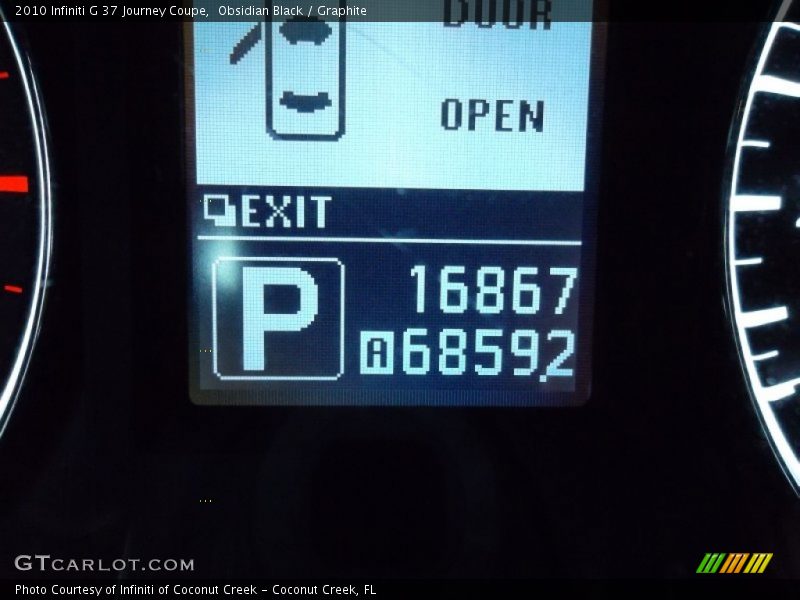 2010 Infiniti G 37 Journey Coupe,  Obsidian Black / Graphite
DOOR
OPEN
EXIT
P 16867
A 6859.2
GTCARLOT.COM
Photo Courtesy of Infiniti of Coconut Creek – Coconut Creek, FL